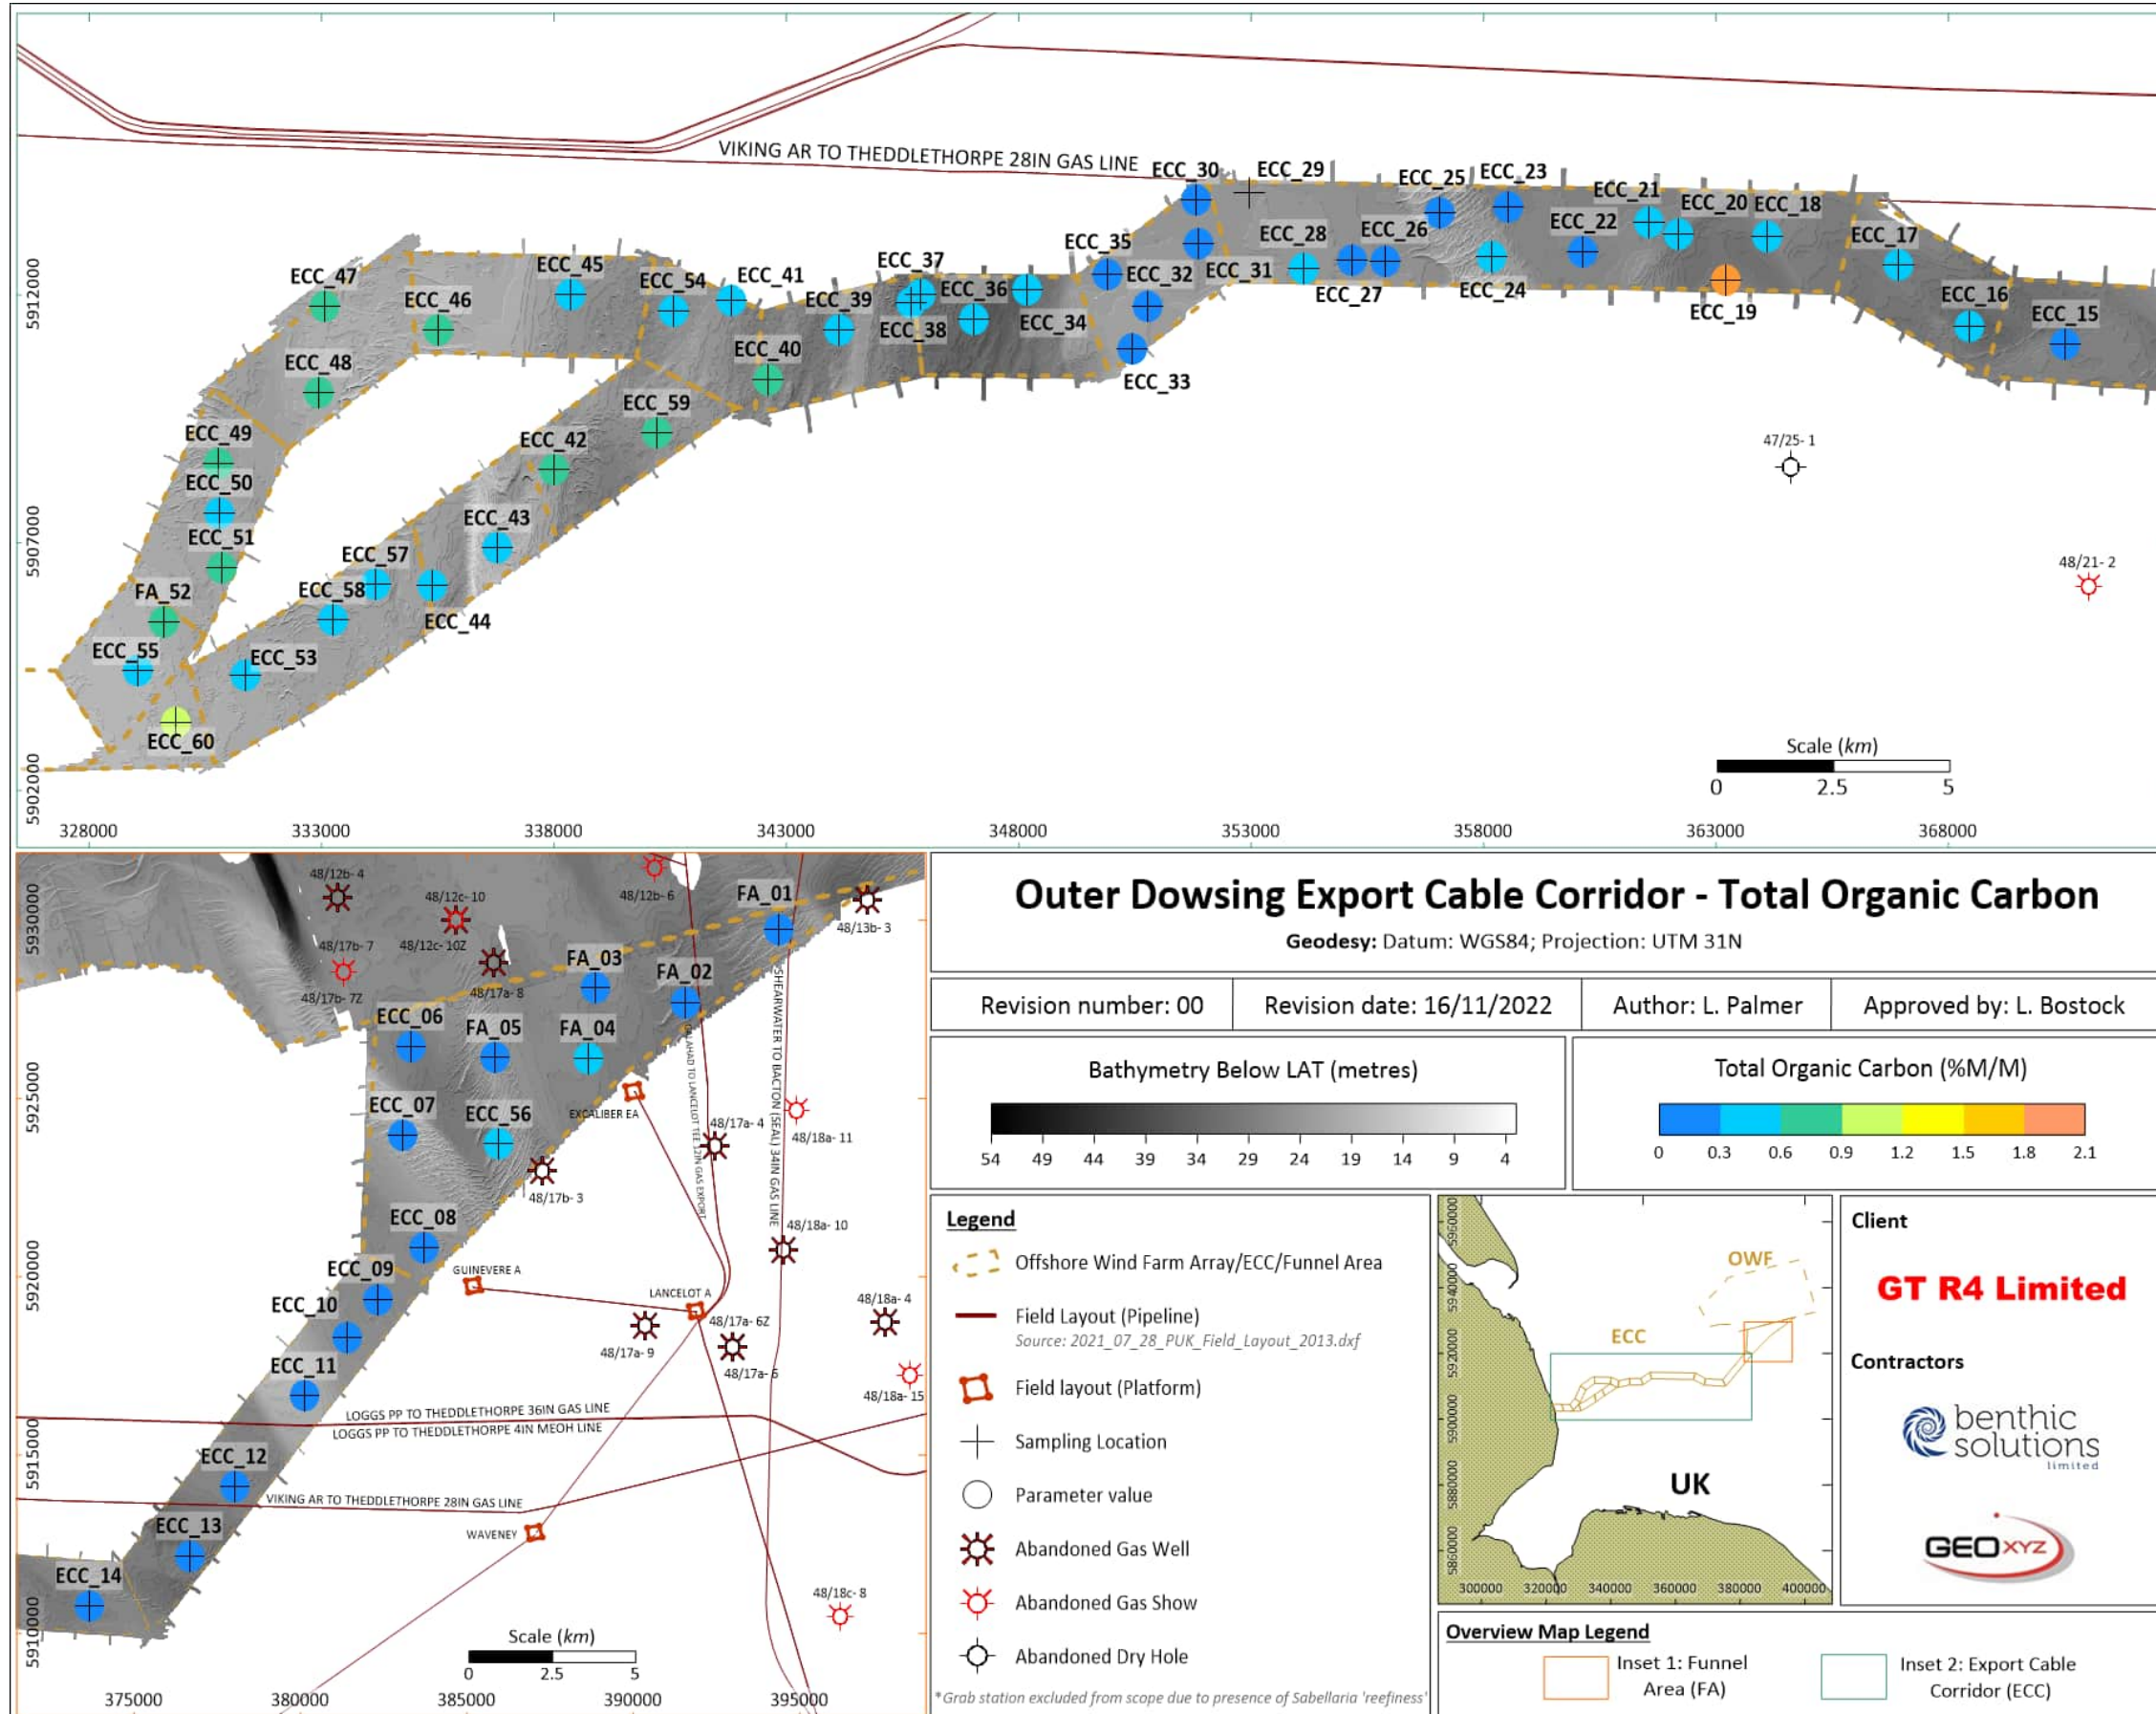 VIKING AR TO THEDDLETHORPE 28IN GAS LINE
ECC_30
ECC_29
ECC_25
ECC_23
ECC_21
ECC_20
ECC_18
ECC_35
ECC_28
ECC_26
ECC_22
ECC_17
ECC_47
ECC_46
ECC_45
ECC_54
ECC_41
ECC_37
ECC_32
ECC_31
ECC_39
ECC_36
ECC_27
ECC_24
ECC_19
ECC_16
ECC_15
ECC_38
ECC_34
ECC_48
ECC_40
ECC_33
ECC_59
ECC_49
ECC_42
ECC_50
ECC_43
ECC_51
ECC_57
ECC_58
FA_52
ECC_44
ECC_55
ECC_53
ECC_60
47/25- 1
48/21- 2
5912000
5907000
5902000
Scale (km)
0 2.5 5
328000 333000 338000 343000 348000 353000 358000 363000 368000
48/12b- 4
48/12c- 10
48/12b- 6
FA_01
48/13b- 3
48/17b- 7
48/12c- 10Z
FA_03
FA_02
48/17b- 7Z
48/17a- 8
ECC_06
FA_05
FA_04
ECC_07
ECC_56
EXCALIBER EA
48/17a- 4
48/18a- 11
48/17b- 3
SHEARWATER TO BACTON (SEAL) 34IN GAS LINE
ECC_08
48/18a- 10
ECC_09
GUINEVERE A
LANCELOT A
ECC_10
48/17a- 6Z
48/18a- 4
48/17a- 9
ECC_11
48/18a- 15
LOGGS PP TO THEDDLETHORPE 36IN GAS LINE
LOGGS PP TO THEDDLETHORPE 4IN MEOH LINE
ECC_12
VIKING AR TO THEDDLETHORPE 28IN GAS LINE
ECC_13
WAVENEY
ECC_14
48/18c- 8
Scale (km)
0 2.5 5
5930000
5925000
5920000
5915000
5910000
375000 380000 385000 390000 395000
Outer Dowsing Export Cable Corridor - Total Organic Carbon
Geodesy: Datum: WGS84; Projection: UTM 31N
Revision number: 00
Revision date: 16/11/2022
Author: L. Palmer
Approved by: L. Bostock
Bathymetry Below LAT (metres)
54 49 44 39 34 29 24 19 14 9 4
Total Organic Carbon (%M/M)
0 0.3 0.6 0.9 1.2 1.5 1.8 2.1
Legend
Offshore Wind Farm Array/ECC/Funnel Area
Field Layout (Pipeline)
Source: 2021_07_28_PUK_Field_Layout_2013.dxf
Field layout (Platform)
Sampling Location
Parameter value
Abandoned Gas Well
Abandoned Gas Show
Abandoned Dry Hole
*Grab station excluded from scope due to presence of Sabellaria 'reefiness'
OWF
ECC
UK
5940000
5920000
5900000
5880000
5860000
300000 320000 340000 360000 380000 400000
Overview Map Legend
Inset 1: Funnel
Area (FA)
Inset 2: Export Cable
Corridor (ECC)
Client
GT R4 Limited
Contractors
benthic
solutions
limited
GEO XYZ